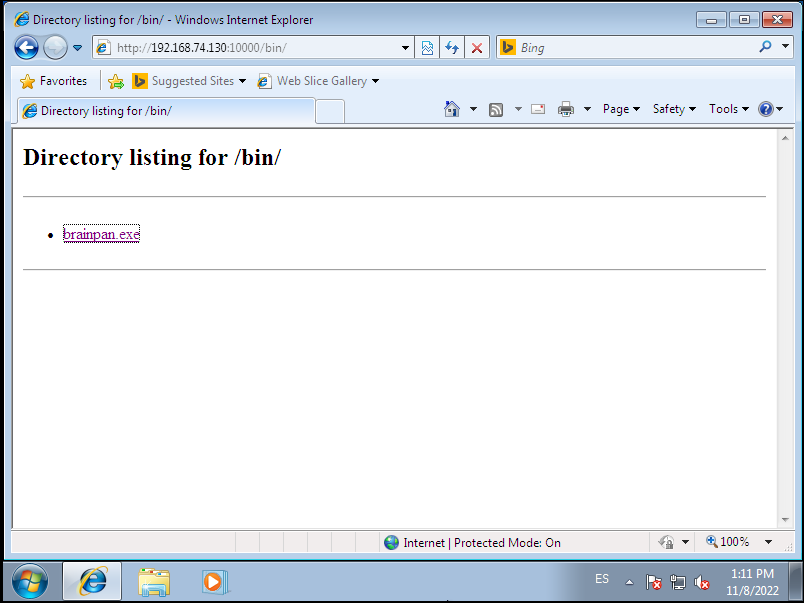 Directory listing for /bin/ - Windows Internet Explorer
http://192.168.74.130:10000/bin/
Bing
Favorites
Suggested Sites
Web Slice Gallery
Directory listing for /bin/
Page
Safety
Tools
Directory listing for /bin/
brainpan.exe
Internet | Protected Mode: On
100%
ES
1:11 PM
11/8/2022